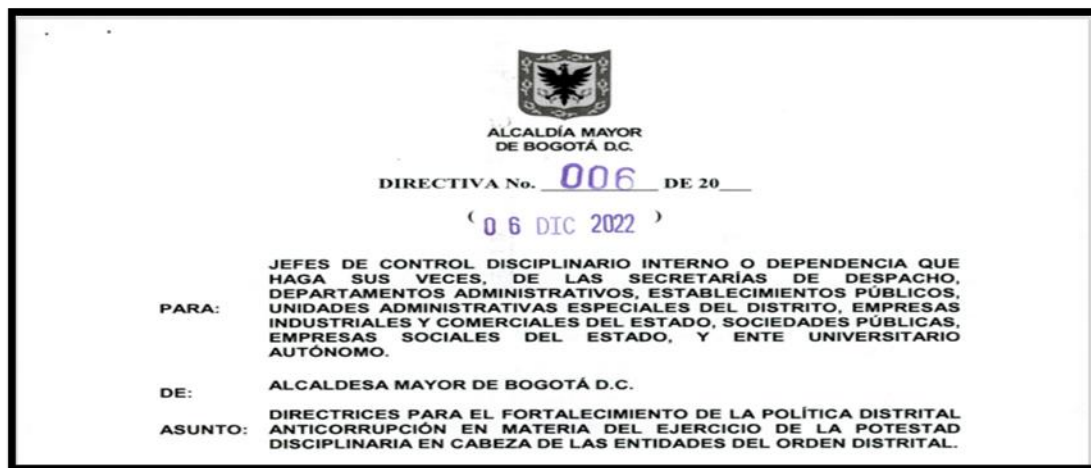 ALCALDÍA MAYOR
DE BOGOTÁ D.C.
DIRECTIVA No. 006 DE 20___
( 06 DIC 2022 )
PARA:
JEFES DE CONTROL DISCIPLINARIO INTERNO O DEPENDENCIA QUE
HAGA SUS VECES, DE LAS SECRETARÍAS DE DESPACHO,
DEPARTAMENTOS ADMINISTRATIVOS, ESTABLECIMIENTOS PÚBLICOS,
UNIDADES ADMINISTRATIVAS ESPECIALES DEL DISTRITO, EMPRESAS
INDUSTRIALES Y COMERCIALES DEL ESTADO, SOCIEDADES PÚBLICAS,
EMPRESAS SOCIALES DEL ESTADO, Y ENTE UNIVERSITARIO
AUTÓNOMO.
DE:
ALCALDESA MAYOR DE BOGOTÁ D.C.
ASUNTO:
DIRECTRICES PARA EL FORTALECIMIENTO DE LA POLÍTICA DISTRITAL
ANTICORRUPCIÓN EN MATERIA DEL EJERCICIO DE LA POTESTAD
DISCIPLINARIA EN CABEZA DE LAS ENTIDADES DEL ORDEN DISTRITAL.